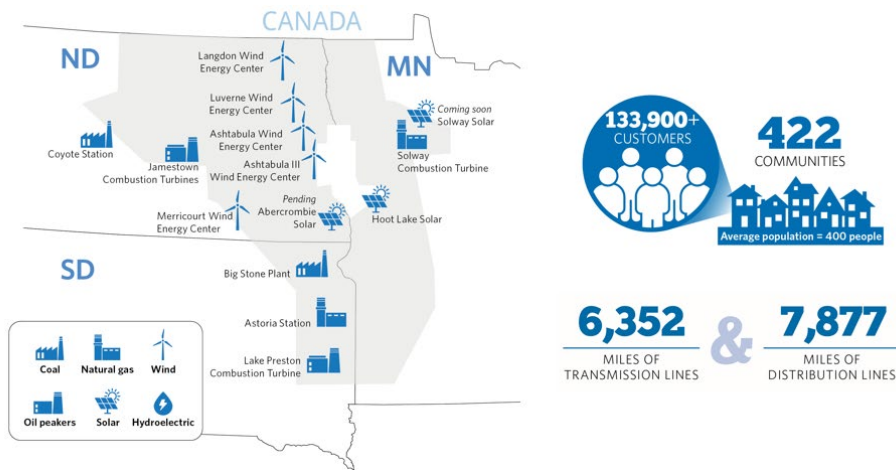 CANADA
ND
MN
Langdon Wind
Energy Center
Luverne Wind
Energy Center
Coming soon
Solway Solar
Ashtabula Wind
Energy Center
Coyote Station
Jamestown
Combustion Turbines
Ashtabula III
Wind Energy Center
Solway
Combustion Turbine
Pending
Abercrombie
Solar
Merricourt Wind
Energy Center
Hoot Lake Solar
SD
Big Stone Plant
Astoria Station
Lake Preston
Combustion Turbine
Coal
Natural gas
Wind
Oil peakers
Solar
Hydroelectric
133,900+
CUSTOMERS
422
COMMUNITIES
Average population = 400 people
6,352
MILES OF
TRANSMISSION LINES
&
7,877
MILES OF
DISTRIBUTION LINES